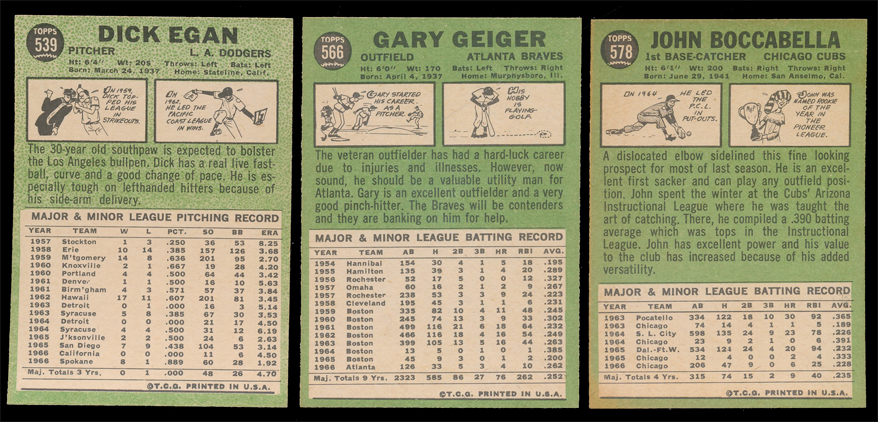 TOPPS
539
DICK EGAN
PITCHER L. A. DODGERS
Ht: 6'4" Wt: 205 Throws: Left Bats: Left
Born: March 24, 1937 Home: Stateline, Calif.
IN 1959,
DICK TOP-
PED HIS
LEAGUE
IN
STRIKEOUTS.
IN
1962,
HE LED THE
PACIFIC
COAST LEAGUE
IN WINS.
The 30-year old southpaw is expected to bolster
the Los Angeles bullpen. Dick has a real live fast-
ball, curve and a good change of pace. He is es-
pecially tough on lefthanded hitters because of
his side-arm delivery.
MAJOR & MINOR LEAGUE PITCHING RECORD
YEAR TEAM W L PCT. SO BB ERA
1957 Stockton 1 3 .250 36 53 8.25
1958 Erie 10 14 .385 157 126 3.68
1959 M'tgomery 14 8 .636 201 95 2.70
1960 Knoxville 2 1 .667 19 28 4.20
1960 Portland 4 4 .500 64 44 3.42
1961 Denver 1 1 .500 16 10 5.63
1961 Birm'gham 4 3 .571 57 37 3.84
1962 Hawaii 17 11 .607 201 81 3.45
1963 Detroit 0 1 .000 16 3 5.14
1963 Syracuse 5 8 .385 67 30 3.53
1964 Detroit 0 0 .000 21 17 4.50
1964 Syracuse 4 4 .500 31 12 6.19
1965 J'ksonville 2 2 .500 24 6 2.63
1965 San Diego 7 9 .438 104 53 3.14
1966 California 0 0 .000 11 6 4.50
1966 Spokane 8 1 .889 60 28 1.92
Maj. Totals 3 Yrs. 0 1 .000 48 26 4.70
©T.C.G. PRINTED IN U.S.A.
TOPPS
566
GARY GEIGER
OUTFIELD ATLANTA BRAVES
Ht: 6'0" Wt: 170 Throws: Right Bats: Left
Born: April 4, 1937 Home: Murphysboro, Ill.
GARY STARTED
HIS CAREER
AS A
PITCHER.
HIS
HOBBY
IS
PLAYING
GOLF.
The veteran outfielder has had a hard-luck career
due to injuries and illnesses. However, now
sound, he should be a valuable utility man for
Atlanta. Gary is an excellent outfielder and a very
good pinch-hitter. The Braves will be contenders
and they are banking on him for help.
MAJOR & MINOR LEAGUE BATTING RECORD
YEAR TEAM AB H 2B 3B HR RBI AVG.
1954 Hannibal 154 30 4 1 5 18 .195
1955 Hamilton 135 39 3 1 4 20 .289
1956 Rochester 52 17 5 0 0 12 .327
1957 Omaha 60 16 2 1 2 9 .267
1957 Rochester 238 53 3 3 9 24 .223
1958 Cleveland 195 45 3 1 1 6 .231
1959 Boston 335 82 10 4 11 48 .245
1960 Boston 245 74 13 3 9 33 .302
1961 Boston 499 116 21 6 18 64 .232
1962 Boston 466 116 18 4 16 54 .249
1963 Boston 399 105 13 5 16 44 .263
1964 Boston 13 5 0 1 0 0 .385
1965 Boston 45 9 3 0 1 2 .200
1966 Atlanta 126 33 5 3 4 10 .262
Maj. Totals 9 Yrs. 2323 585 86 27 76 262 .252
©T.C.G. PRINTED IN U.S.A.
TOPPS
578
JOHN BOCCABELLA
1st BASE-CATCHER CHICAGO CUBS
Ht: 6'1" Wt: 200 Bats: Right Throws: Right
Born: June 29, 1941 Home: San Anselmo, Cal.
IN 1964
HE LED
THE
P.C.L.
IN
PUT-OUTS.
JOHN WAS
NAMED ROOKIE
OF THE
YEAR IN
THE
PIONEER
LEAGUE.
A dislocated elbow sidelined this fine looking
prospect for most of last season. He is an excel-
lent first sacker and can play any outfield posi-
tion. John spent the winter at the Cubs' Arizona
Instructional League where he was taught the
art of catching. There, he compiled a .390 batting
average which was tops in the Instructional
League. John has excellent power and his value
to the club has increased because of his added
versatility.
MAJOR & MINOR LEAGUE BATTING RECORD
YEAR TEAM AB H 2B 3B HR RBI AVG.
1963 Pocatello 334 122 18 10 30 92 .365
1963 Chicago 74 14 4 1 1 5 .189
1964 S. L. City 598 135 24 9 23 78 .226
1964 Chicago 23 9 2 1 0 6 .391
1965 Dal.-Ft.W. 534 121 24 4 20 94 .232
1965 Chicago 12 4 0 0 2 4 .333
1966 Chicago 206 47 9 0 6 25 .228
Maj. Totals 4 Yrs. 315 74 15 2 9 40 .235
©T.C.G. PRINTED IN U.S.A.